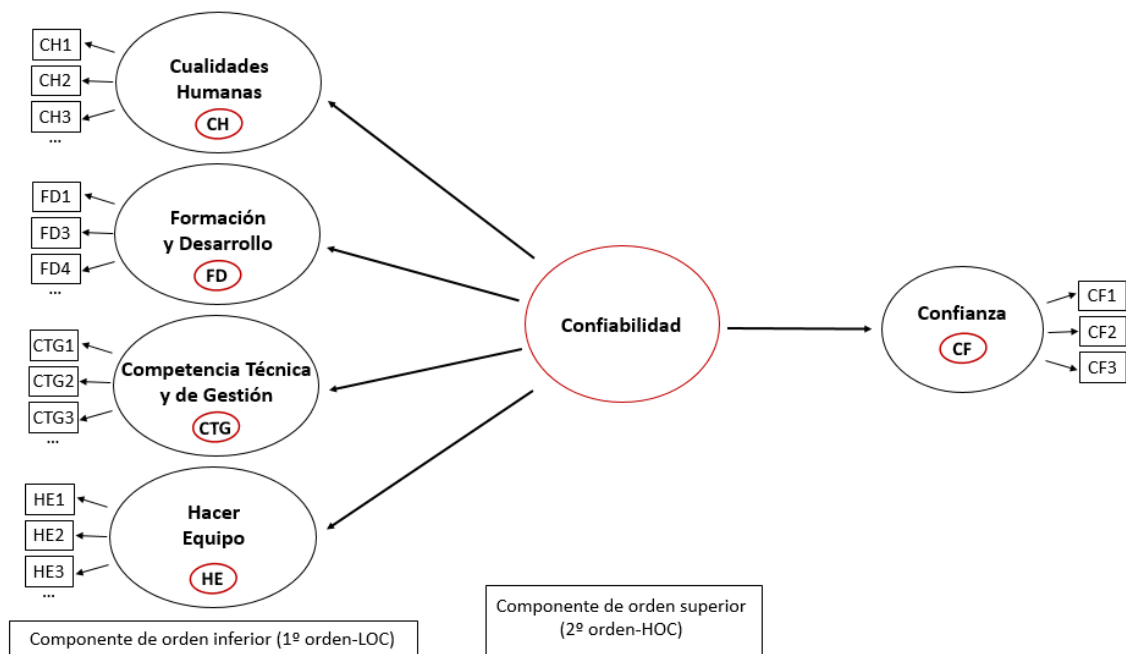 CH1
CH2
CH3
...
Cualidades
Humanas
CH
FD1
FD3
FD4
...
Formación
y Desarrollo
FD
CTG1
CTG2
CTG3
...
Competencia Técnica
y de Gestión
CTG
HE1
HE2
HE3
...
Hacer
Equipo
HE
Confiabilidad
Confianza
CF
CF1
CF2
CF3
Componente de orden inferior (1º orden-LOC)
Componente de orden superior
(2º orden-HOC)